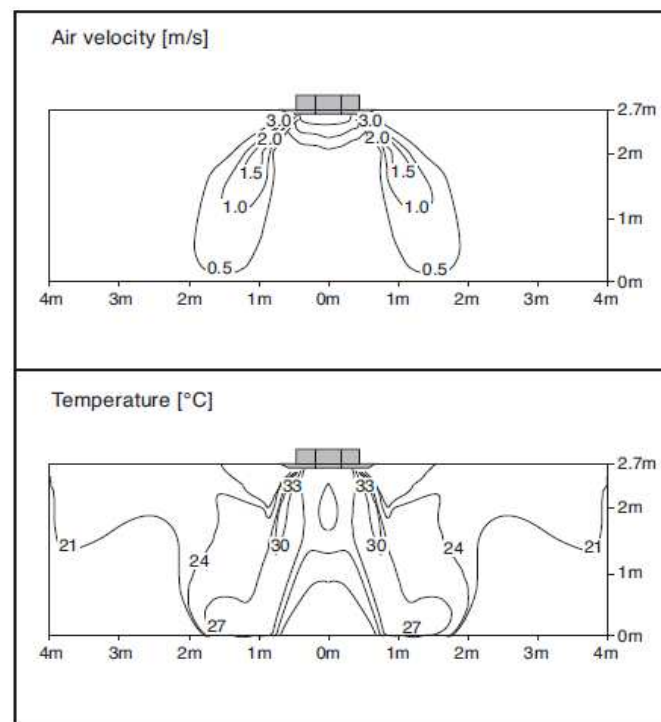 Air velocity [m/s]
3.0 3.0 2.7m
2.0 2.0 2m
1.5 1.5
1.0 1.0 1m
0.5 0.5 0m
4m 3m 2m 1m 0m 1m 2m 3m 4m
Temperature [°C]
2.7m
33 33
2m
21 30 30 24 21
24 1m
27 27 0m
4m 3m 2m 1m 0m 1m 2m 3m 4m